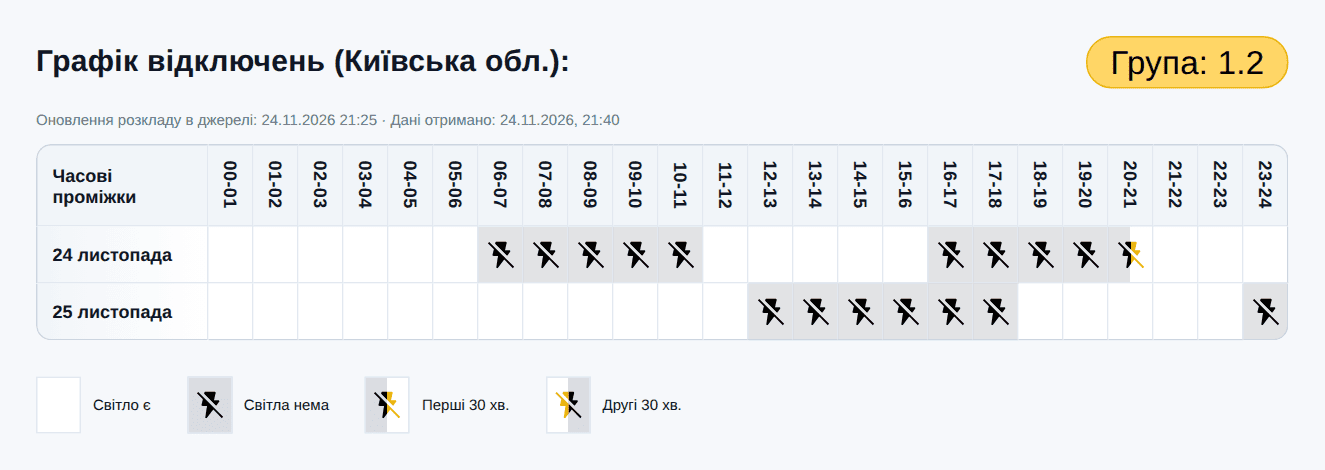 Графік відключень (Київська обл.):
Група: 1.2
Оновлення розкладу в джерелі: 24.11.2026 21:25 · Дані отримано: 24.11.2026, 21:40
Часові
проміжки
00-01 01-02 02-03 03-04 04-05 05-06 06-07 07-08 08-09 09-10 10-11 11-12 12-13 13-14 14-15 15-16 16-17 17-18 18-19 19-20 20-21 21-22 22-23 23-24
24 листопада
25 листопада
Світло є Світла нема Перші 30 хв. Другі 30 хв.